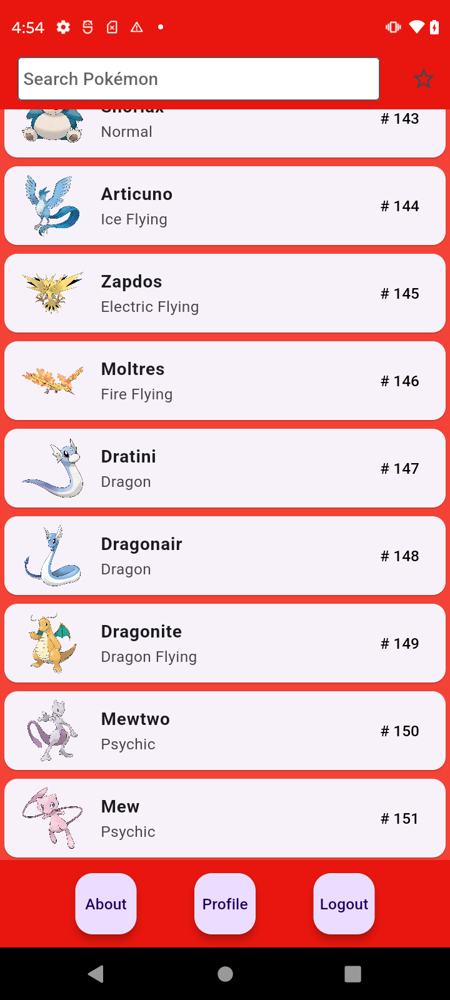 4:54
Search Pokémon
Snorlax
Normal
# 143
Articuno
Ice Flying
# 144
Zapdos
Electric Flying
# 145
Moltres
Fire Flying
# 146
Dratini
Dragon
# 147
Dragonair
Dragon
# 148
Dragonite
Dragon Flying
# 149
Mewtwo
Psychic
# 150
Mew
Psychic
# 151
About
Profile
Logout